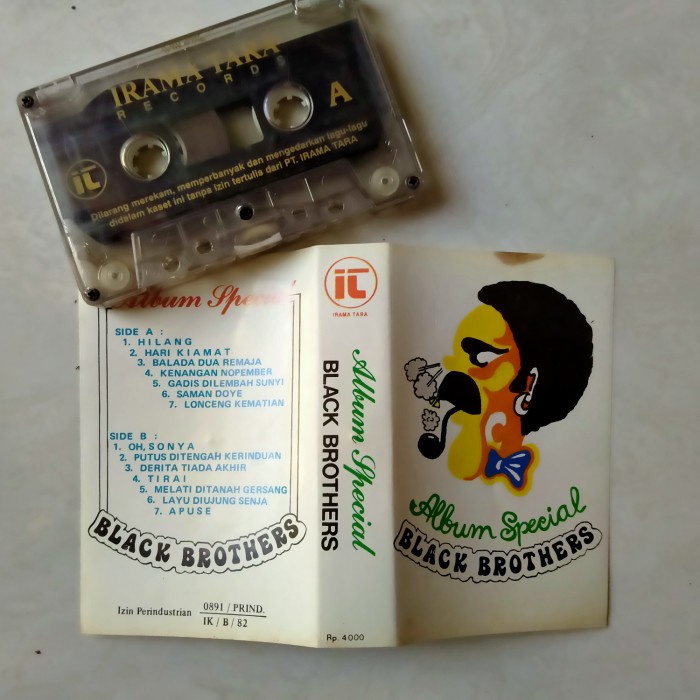 IRAMA TARA
RECORDS
A
it
Dilarang merekam, memperbanyak dan mengedarkan lagu-lagu
didalam kaset ini tanpa izin tertulis dari PT. IRAMA TARA
Album Special
SIDE A :
1. HILANG
2. HARI KIAMAT
3. BALADA DUA REMAJA
4. KENANGAN NOPEMBER
5. GADIS DILEMBAH SUNYI
6. SAMAN DOYE
7. LONCENG KEMATIAN
SIDE B :
1. OH, SONYA
2. PUTUS DITENGAH KERINDUAN
3. DERITA TIADA AKHIR
4. TIRAI
5. MELATI DITANAH GERSANG
6. LAYU DIUJUNG SENJA
7. APUSE
BLACK BROTHERS
Izin Perindustrian 0891 / PRIND.
IK / B / 82
it
IRAMA TARA
Album Special
BLACK BROTHERS
Rp. 4000
Album Special
BLACK BROTHERS